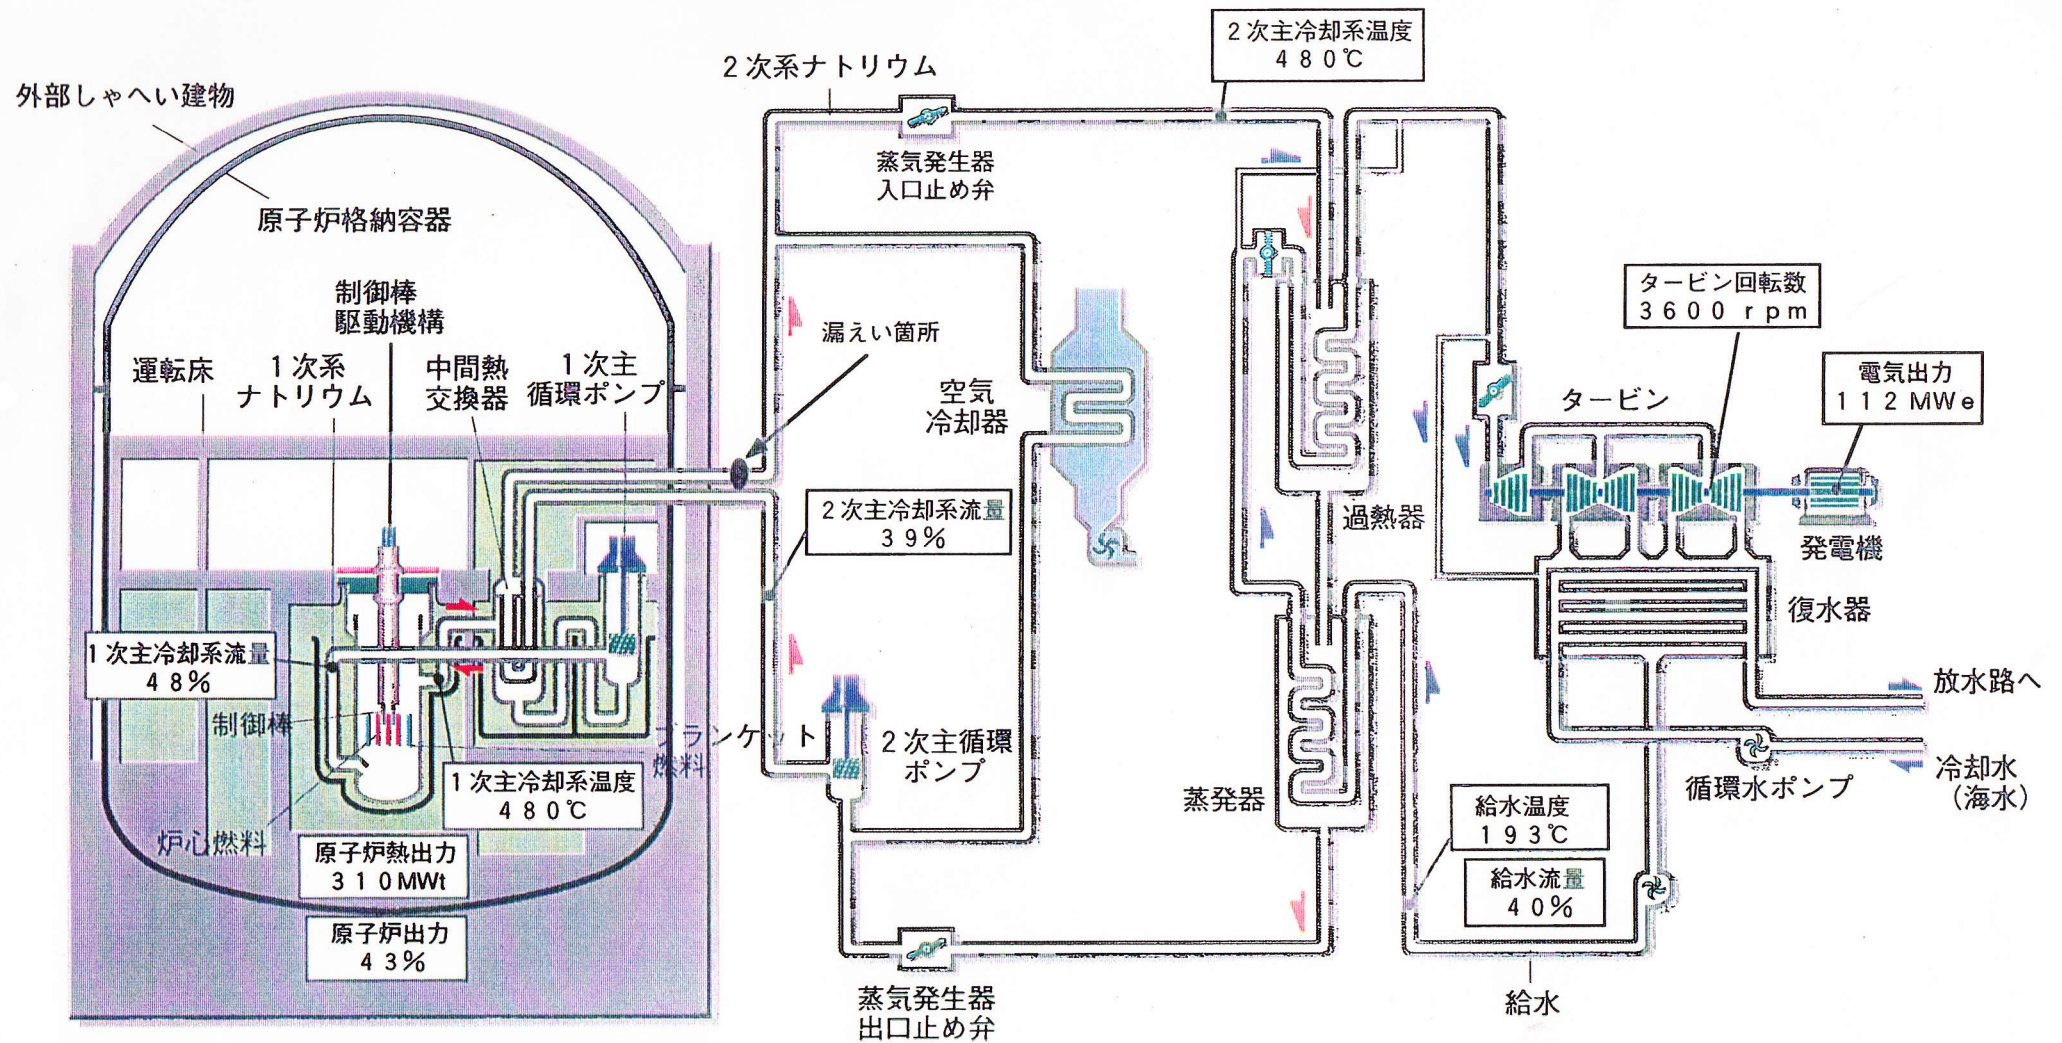 2次主冷却系温度
480℃
2次系ナトリウム
外部しゃへい建物
蒸気発生器
入口止め弁
原子炉格納容器
制御棒
駆動機構
タービン回転数
3600rpm
漏えい箇所
運転床
1次系
ナトリウム
中間熱
交換器
1次主
循環ポンプ
空気
冷却器
タービン
電気出力
112MWe
2次主冷却系流量
39%
過熱器
発電機
復水器
1次主冷却系流量
48%
放水路へ
制御棒
ブランケット
燃料
2次主循環
ポンプ
1次主冷却系温度
480℃
蒸発器
循環水ポンプ
冷却水
(海水)
給水温度
193℃
炉心燃料
原子炉熱出力
310MWt
給水流量
40%
原子炉出力
43%
蒸気発生器
出口止め弁
給水